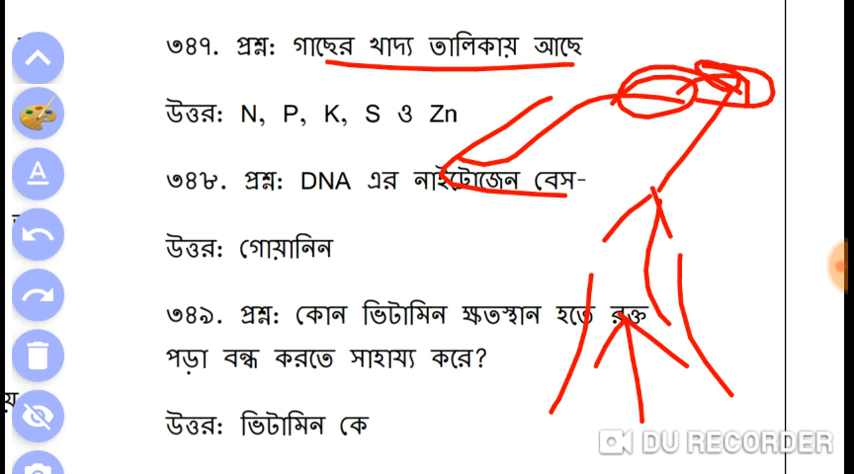 ৩৪৭. প্রশ্ন: গাছের খাদ্য তালিকায় আছে
উত্তর: N, P, K, S ও Zn
৩৪৮. প্রশ্ন: DNA এর নাইট্রোজেন বেস-
উত্তর: গোয়ানিন
৩৪৯. প্রশ্ন: কোন ভিটামিন ক্ষতস্থান হতে রক্ত
পড়া বন্ধ করতে সাহায্য করে?
উত্তর: ভিটামিন কে
A
DU RECORDER